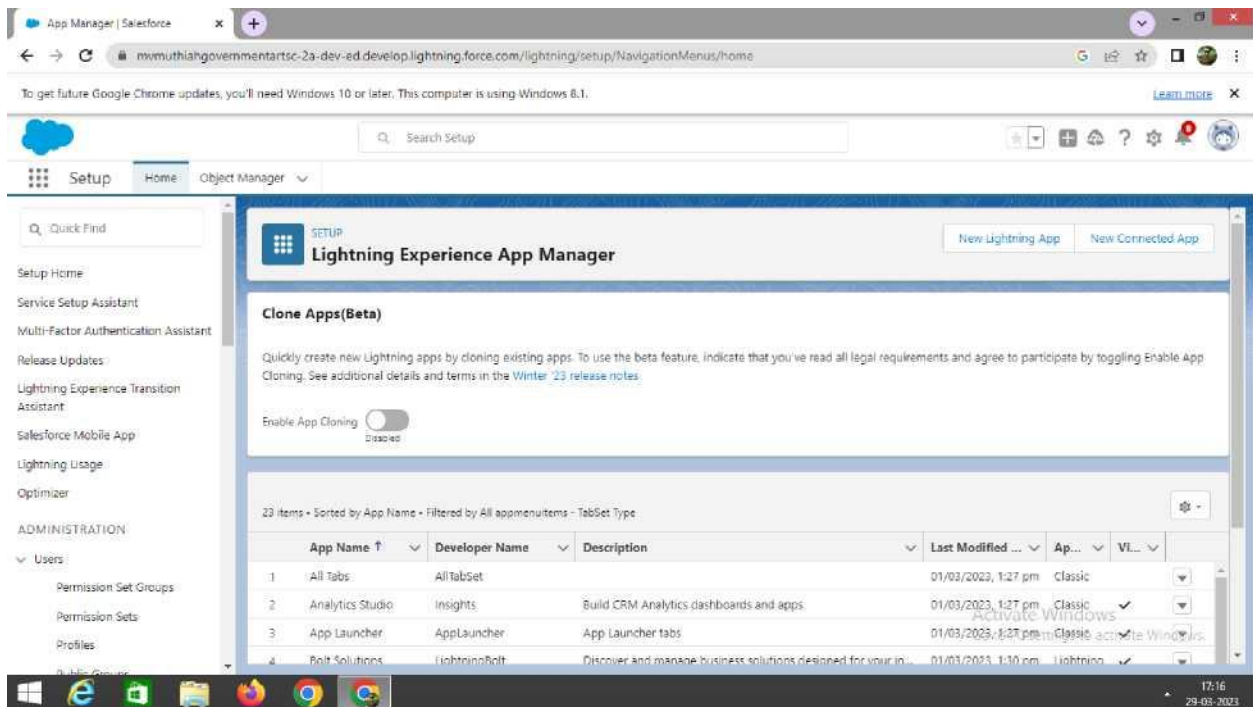 App Manager | Salesforce
mvmuthiahgovernmentartsc-2a-dev-ed.develop.lightning.force.com/lightning/setup/NavigationMenus/home
To get future Google Chrome updates, you'll need Windows 10 or later. This computer is using Windows 8.1.
Learn more
Search Setup
Setup
Home
Object Manager
Quick Find
Setup Home
Service Setup Assistant
Multi-Factor Authentication Assistant
Release Updates
Lightning Experience Transition
Assistant
Salesforce Mobile App
Lightning Usage
Optimizer
ADMINISTRATION
Users
Permission Set Groups
Permission Sets
Profiles
Public Groups
SETUP
Lightning Experience App Manager
New Lightning App
New Connected App
Clone Apps(Beta)
Quickly create new Lightning apps by cloning existing apps. To use the beta feature, indicate that you've read all legal requirements and agree to participate by toggling Enable App
Cloning. See additional details and terms in the Winter '23 release notes
Enable App Cloning
Disabled
23 items • Sorted by App Name • Filtered by All appmenuitems - TabSet Type
App Name ↑ Developer Name Description Last Modified ... Ap... Vi...
1 All Tabs AllTabSet 01/03/2023, 1:27 pm Classic
2 Analytics Studio Insights Build CRM Analytics dashboards and apps 01/03/2023, 1:27 pm Classic
3 App Launcher AppLauncher App Launcher tabs 01/03/2023, 1:27 pm Classic
4 Bolt Solutions LightningBolt Discover and manage business solutions designed for your in... 01/03/2023, 1:30 pm Lightning
Activate Windows
17:16
29-03-2023